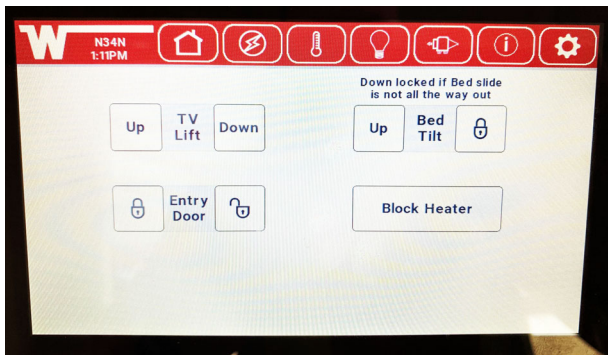 W
N34N
1:11PM
Down locked if Bed slide
is not all the way out
Up
TV
Lift
Down
Up
Bed
Tilt
Entry
Door
Block Heater